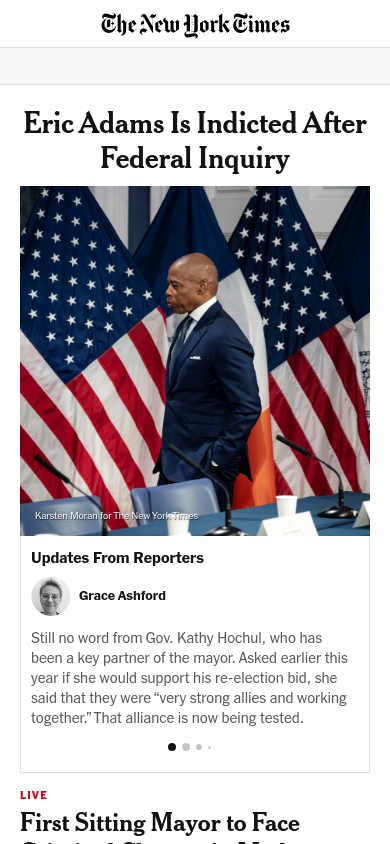 The New York Times
Eric Adams Is Indicted After
Federal Inquiry
Karsten Moran for The New York Times
Updates From Reporters
Grace Ashford
Still no word from Gov. Kathy Hochul, who has
been a key partner of the mayor. Asked earlier this
year if she would support his re-election bid, she
said that they were “very strong allies and working
together.” That alliance is now being tested.
LIVE
First Sitting Mayor to Face